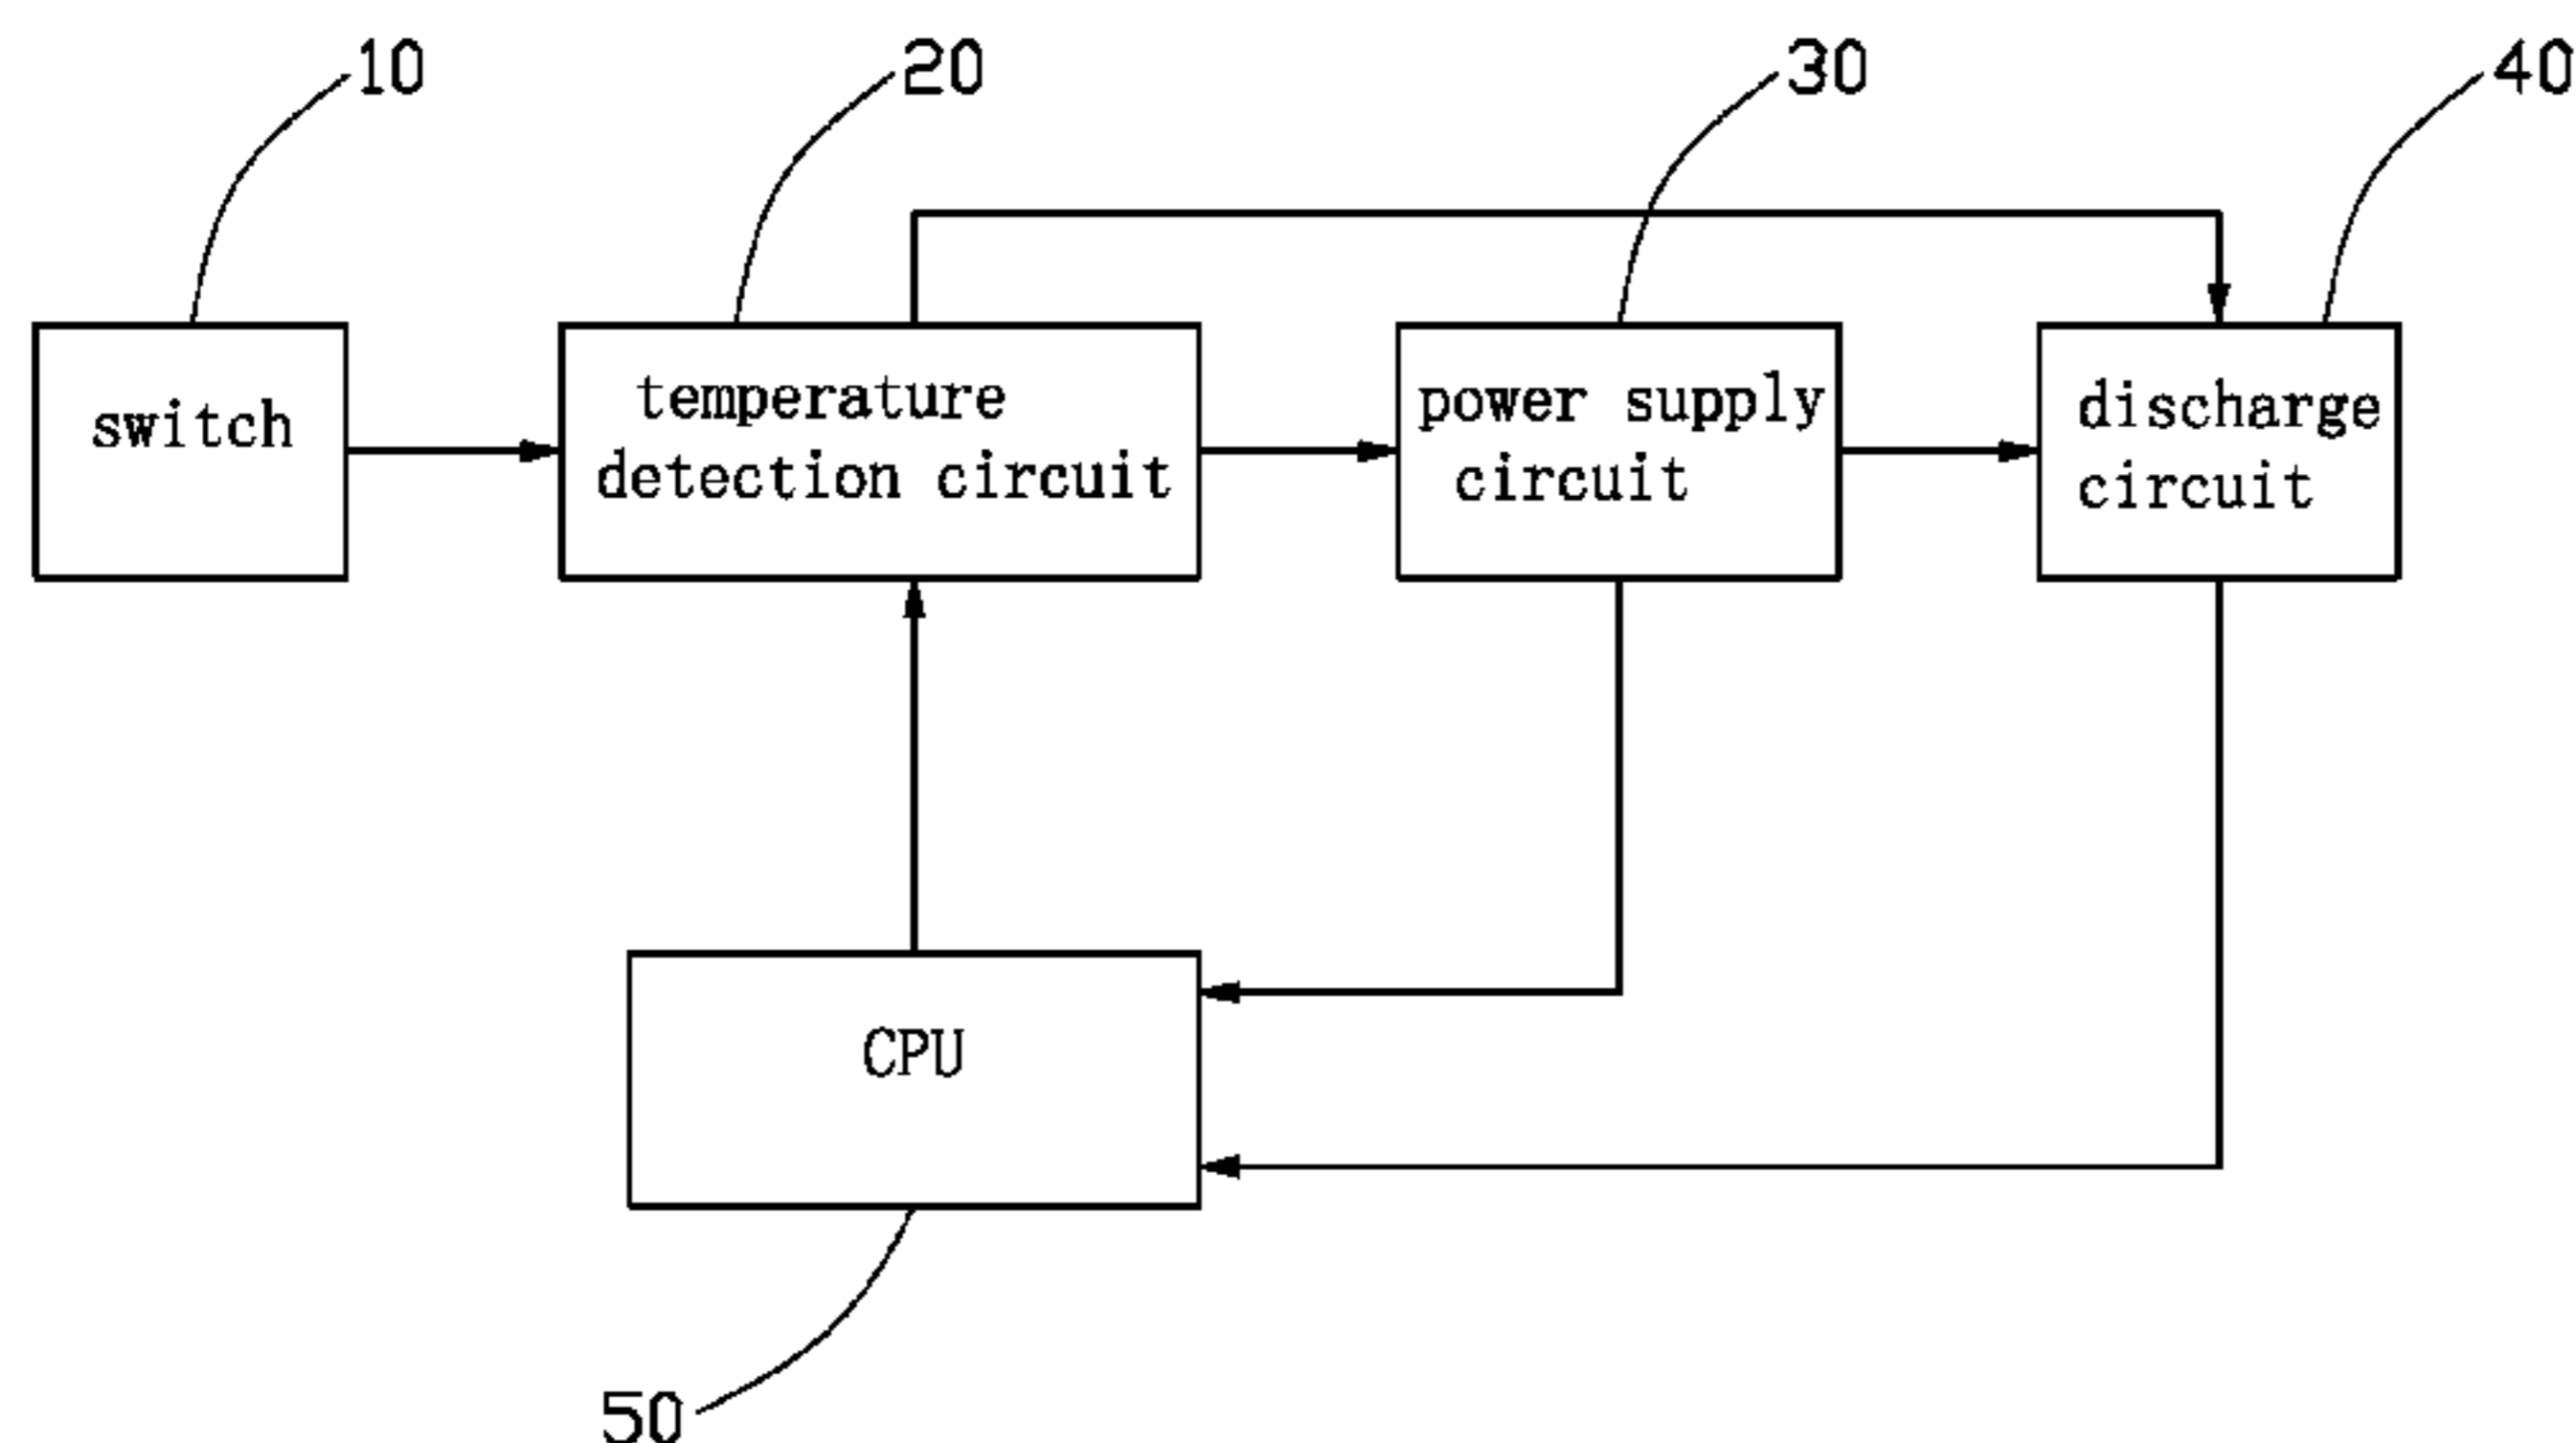 10
20
30
40
switch
temperature
detection circuit
power supply
circuit
discharge
circuit
CPU
50